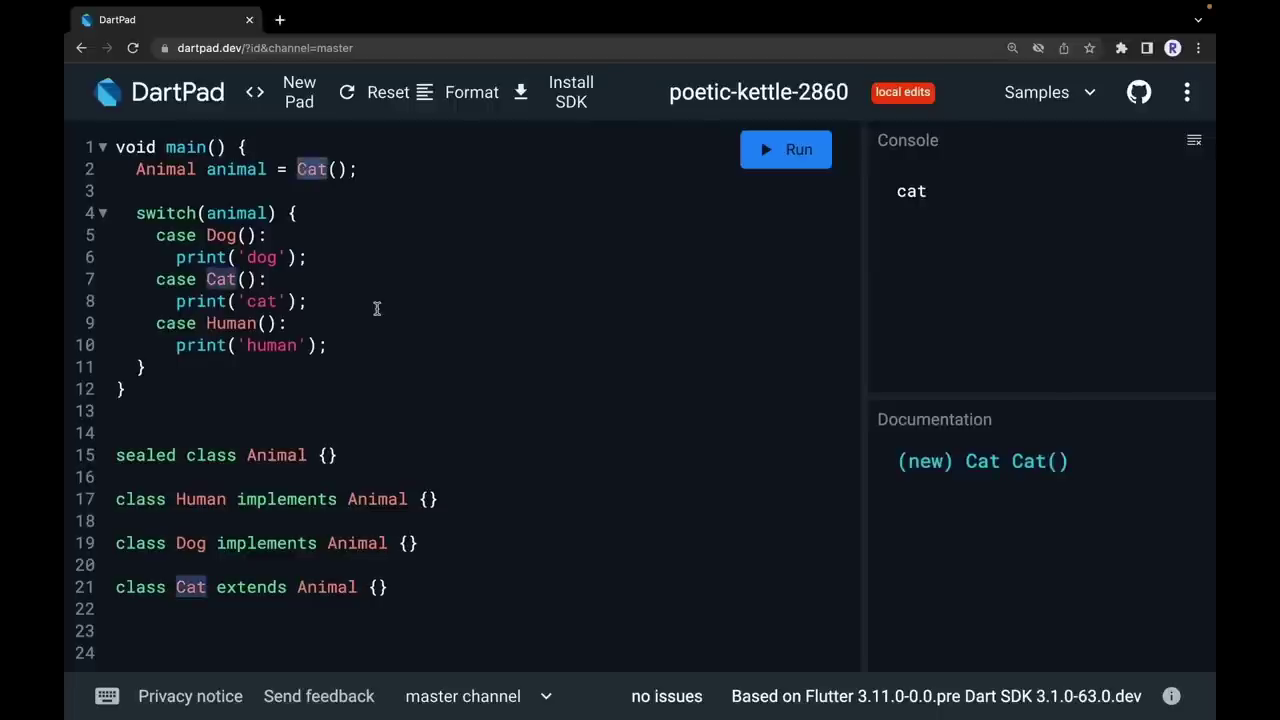 DartPad
dartpad.dev/?id&channel=master
R
DartPad
New Pad
Reset
Format
Install SDK
poetic-kettle-2860
local edits
Samples
1 void main() {
2   Animal animal = Cat();
3
4   switch(animal) {
5     case Dog():
6       print('dog');
7     case Cat():
8       print('cat');
9     case Human():
10       print('human');
11   }
12 }
13
14
15 sealed class Animal {}
16
17 class Human implements Animal {}
18
19 class Dog implements Animal {}
20
21 class Cat extends Animal {}
22
23
24
Run
Console
cat
Documentation
(new) Cat Cat()
Privacy notice
Send feedback
master channel
no issues
Based on Flutter 3.11.0-0.0.pre Dart SDK 3.1.0-63.0.dev